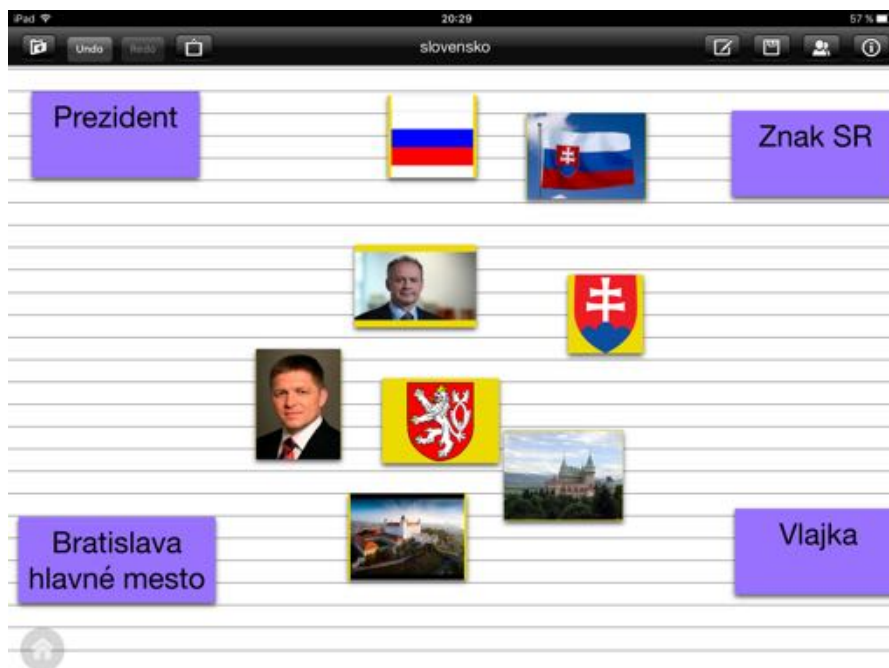 iPad 20:29 57 %
Undo Redo slovensko
Prezident
Znak SR
Bratislava
hlavné mesto
Vlajka